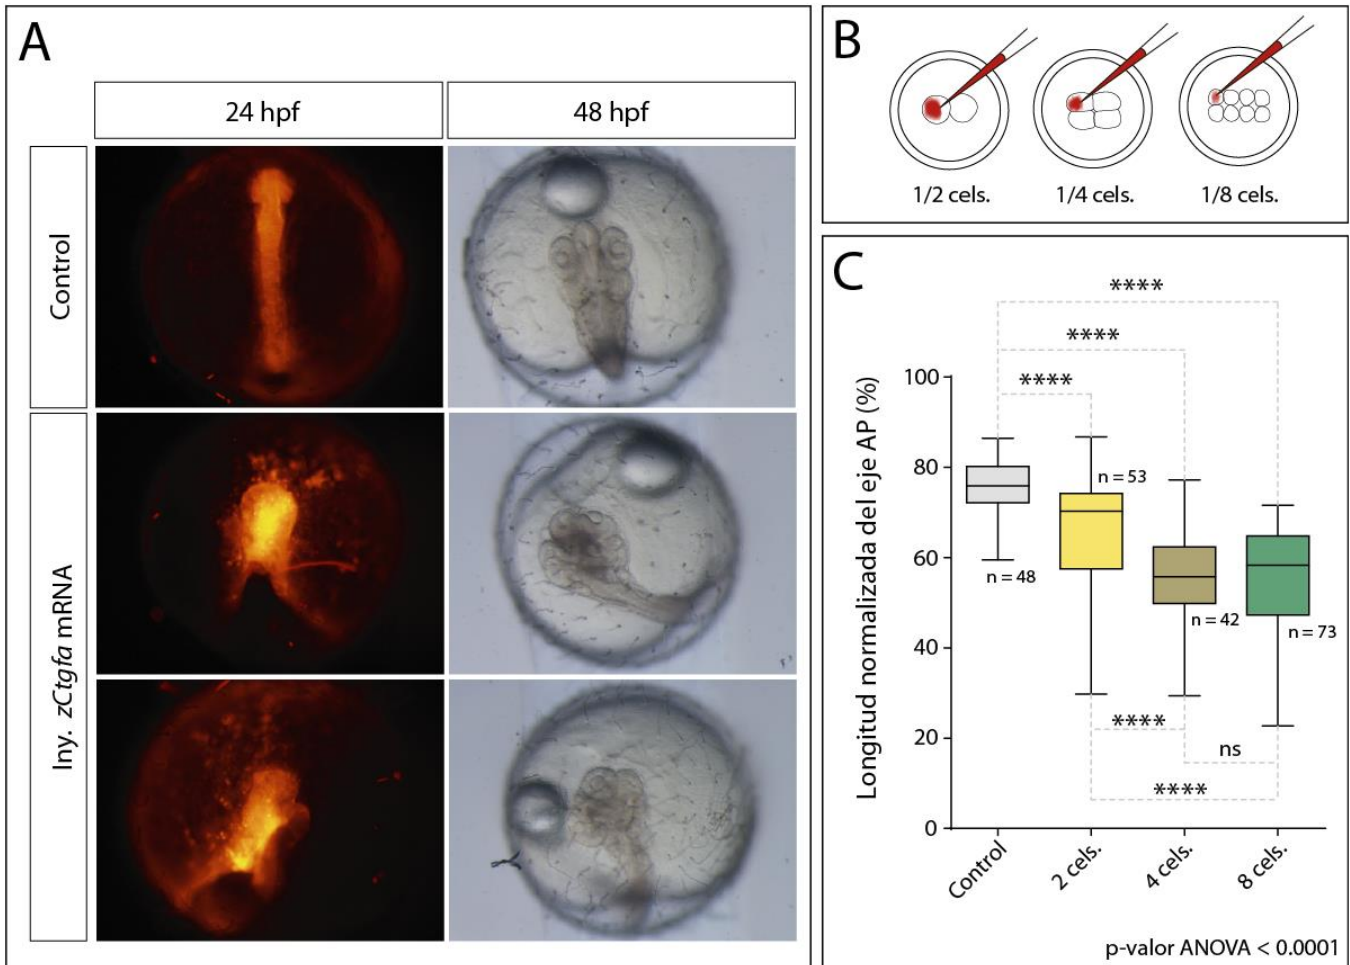 A
24 hpf
48 hpf
Control
Iny. zCtgfa mRNA
B
1/2 cels.
1/4 cels.
1/8 cels.
C
Longitud normalizada del eje AP (%)
100
80
60
40
20
0
****
****
****
n = 53
n = 48
n = 42
n = 73
****
ns
****
Control
2 cels.
4 cels.
8 cels.
p-valor ANOVA < 0.0001